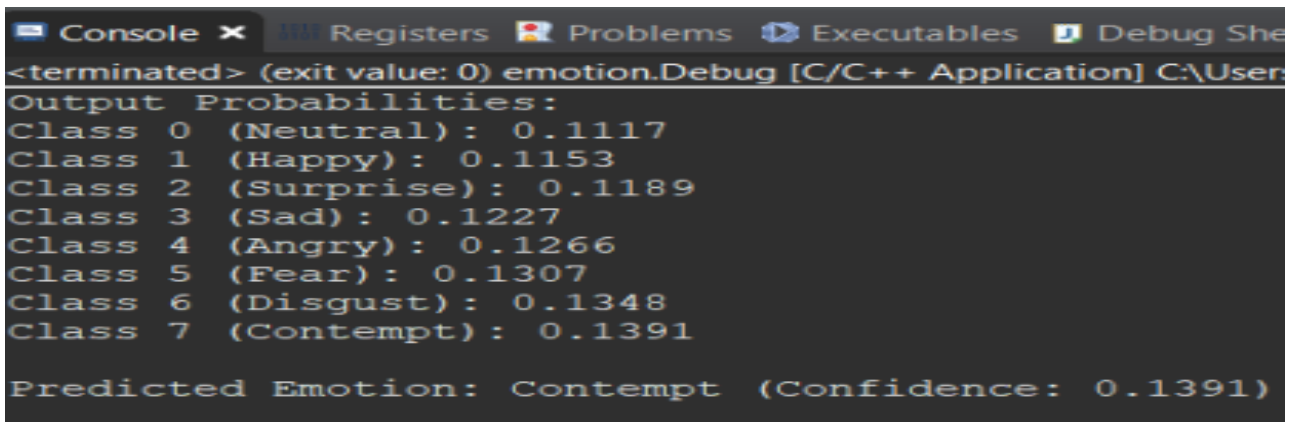 Console Registers Problems Executables Debug She
<terminated> (exit value: 0) emotion.Debug [C/C++ Application] C:\User
Output Probabilities:
Class 0 (Neutral): 0.1117
Class 1 (Happy): 0.1153
Class 2 (Surprise): 0.1189
Class 3 (Sad): 0.1227
Class 4 (Angry): 0.1266
Class 5 (Fear): 0.1307
Class 6 (Disgust): 0.1348
Class 7 (Contempt): 0.1391
Predicted Emotion: Contempt (Confidence: 0.1391)